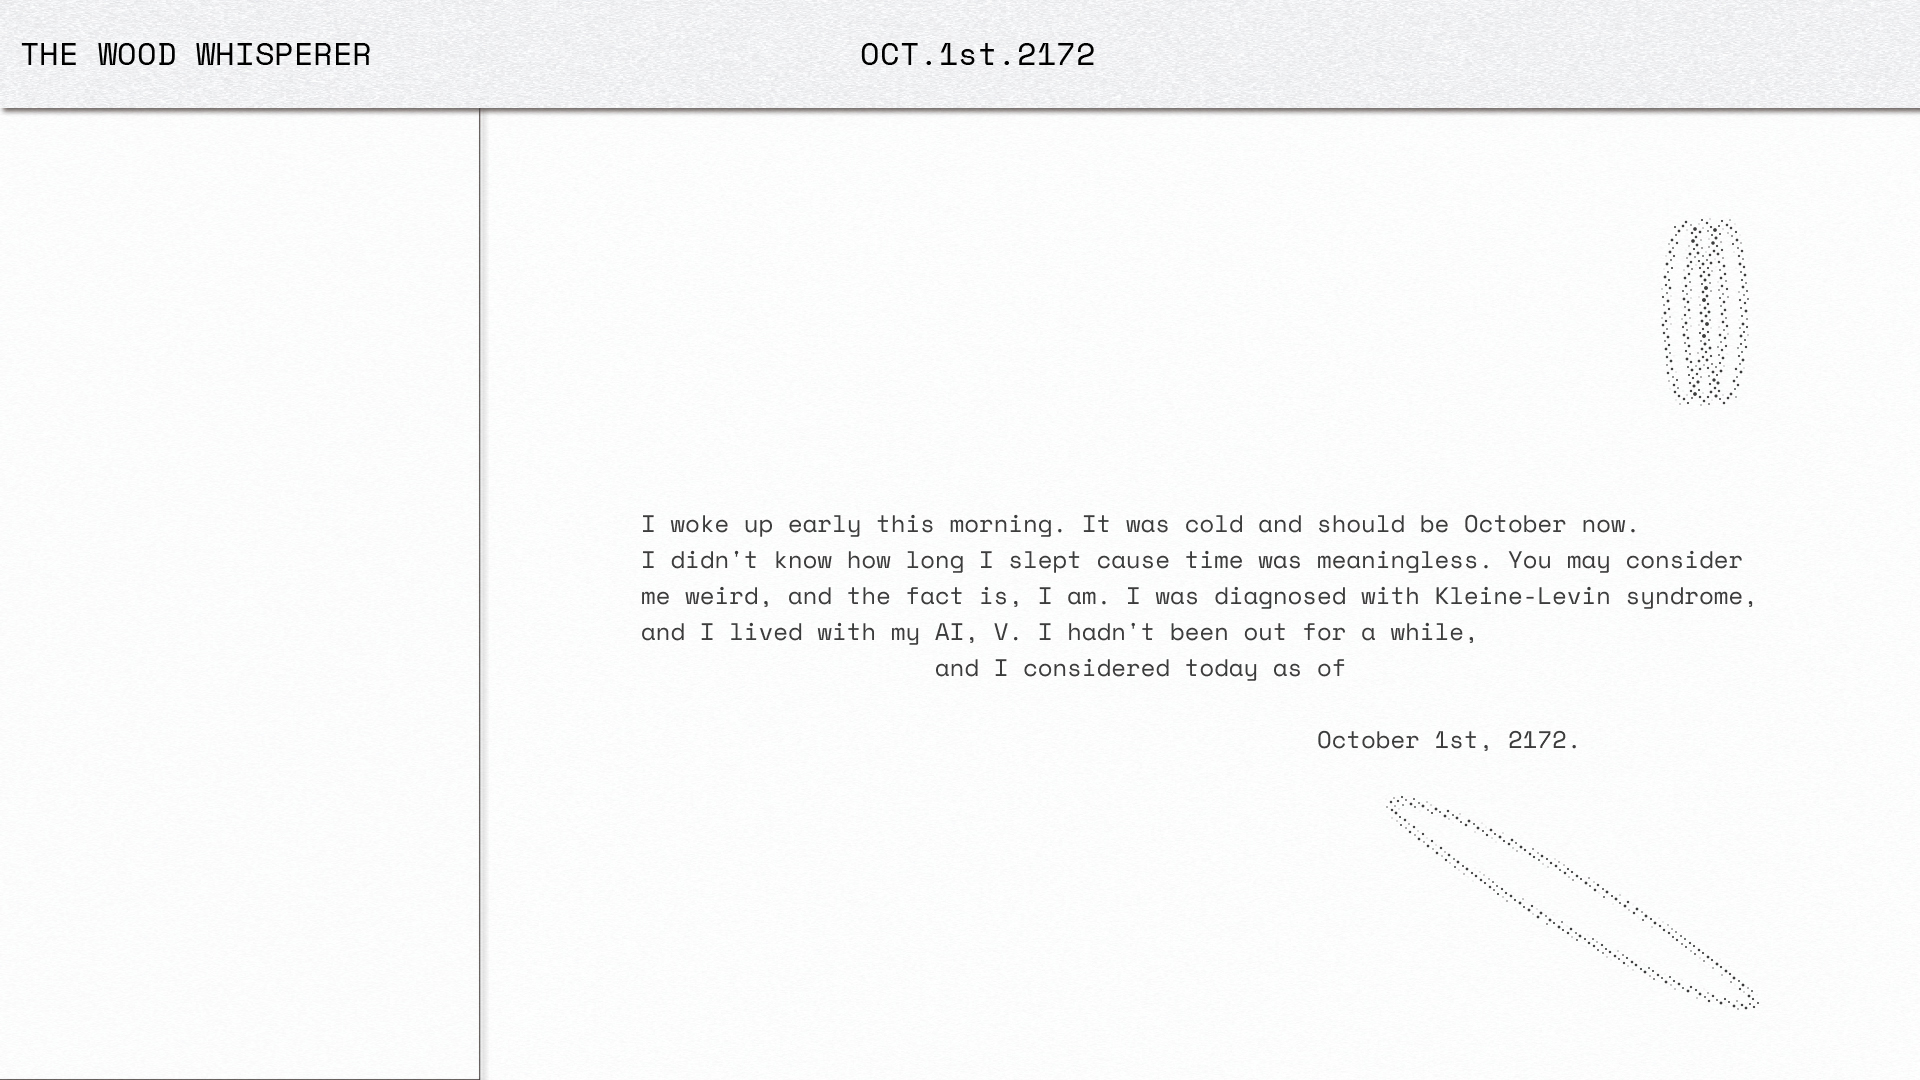 THE WOOD WHISPERER
OCT.1st.2172
I woke up early this morning. It was cold and should be October now.
I didn't know how long I slept cause time was meaningless. You may consider
me weird, and the fact is, I am. I was diagnosed with Kleine-Levin syndrome,
and I lived with my AI, V. I hadn't been out for a while,
and I considered today as of
October 1st, 2172.